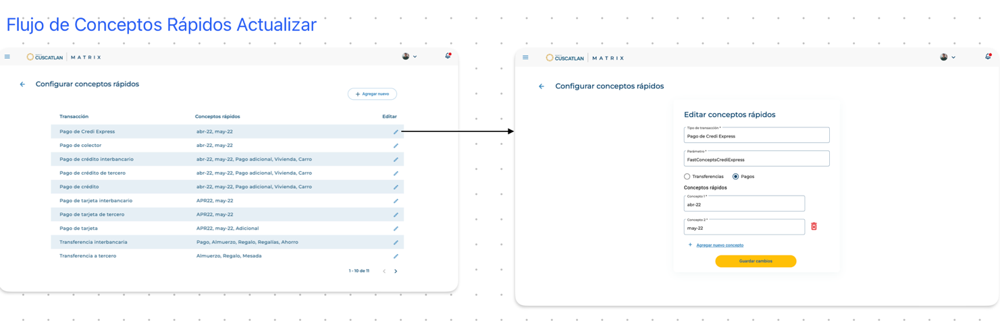 Flujo de Conceptos Rápidos Actualizar
BANCO CUSCATLAN MATRIX
Configurar conceptos rápidos
+ Agregar nuevo
Transacción Conceptos rápidos Editar
Pago de Credi Express abr-22, may-22
Pago de colector abr-22, may-22
Pago de crédito interbancario abr-22, may-22, Pago adicional, Vivienda, Carro
Pago de crédito de tercero abr-22, may-22, Pago adicional, Vivienda, Carro
Pago de crédito abr-22, may-22, Pago adicional, Vivienda, Carro
Pago de tarjeta interbancario APR22, may-22
Pago de tarjeta de tercero APR22, may-22
Pago de tarjeta APR22, may-22, Adicional
Transferencia interbancaria Pago, Almuerzo, Regalo, Regalías, Ahorro
Transferencia a tercero Almuerzo, Regalo, Mesada
1 - 10 de 11
BANCO CUSCATLAN MATRIX
Configurar conceptos rápidos
Editar conceptos rápidos
Tipo de transacción *
Pago de Credi Express
Parámetro *
FastConceptsCrediExpress
Transferencias Pagos
Conceptos rápidos
Concepto 1 *
abr-22
Concepto 2 *
may-22
+ Agregar nuevo concepto
Guardar cambios